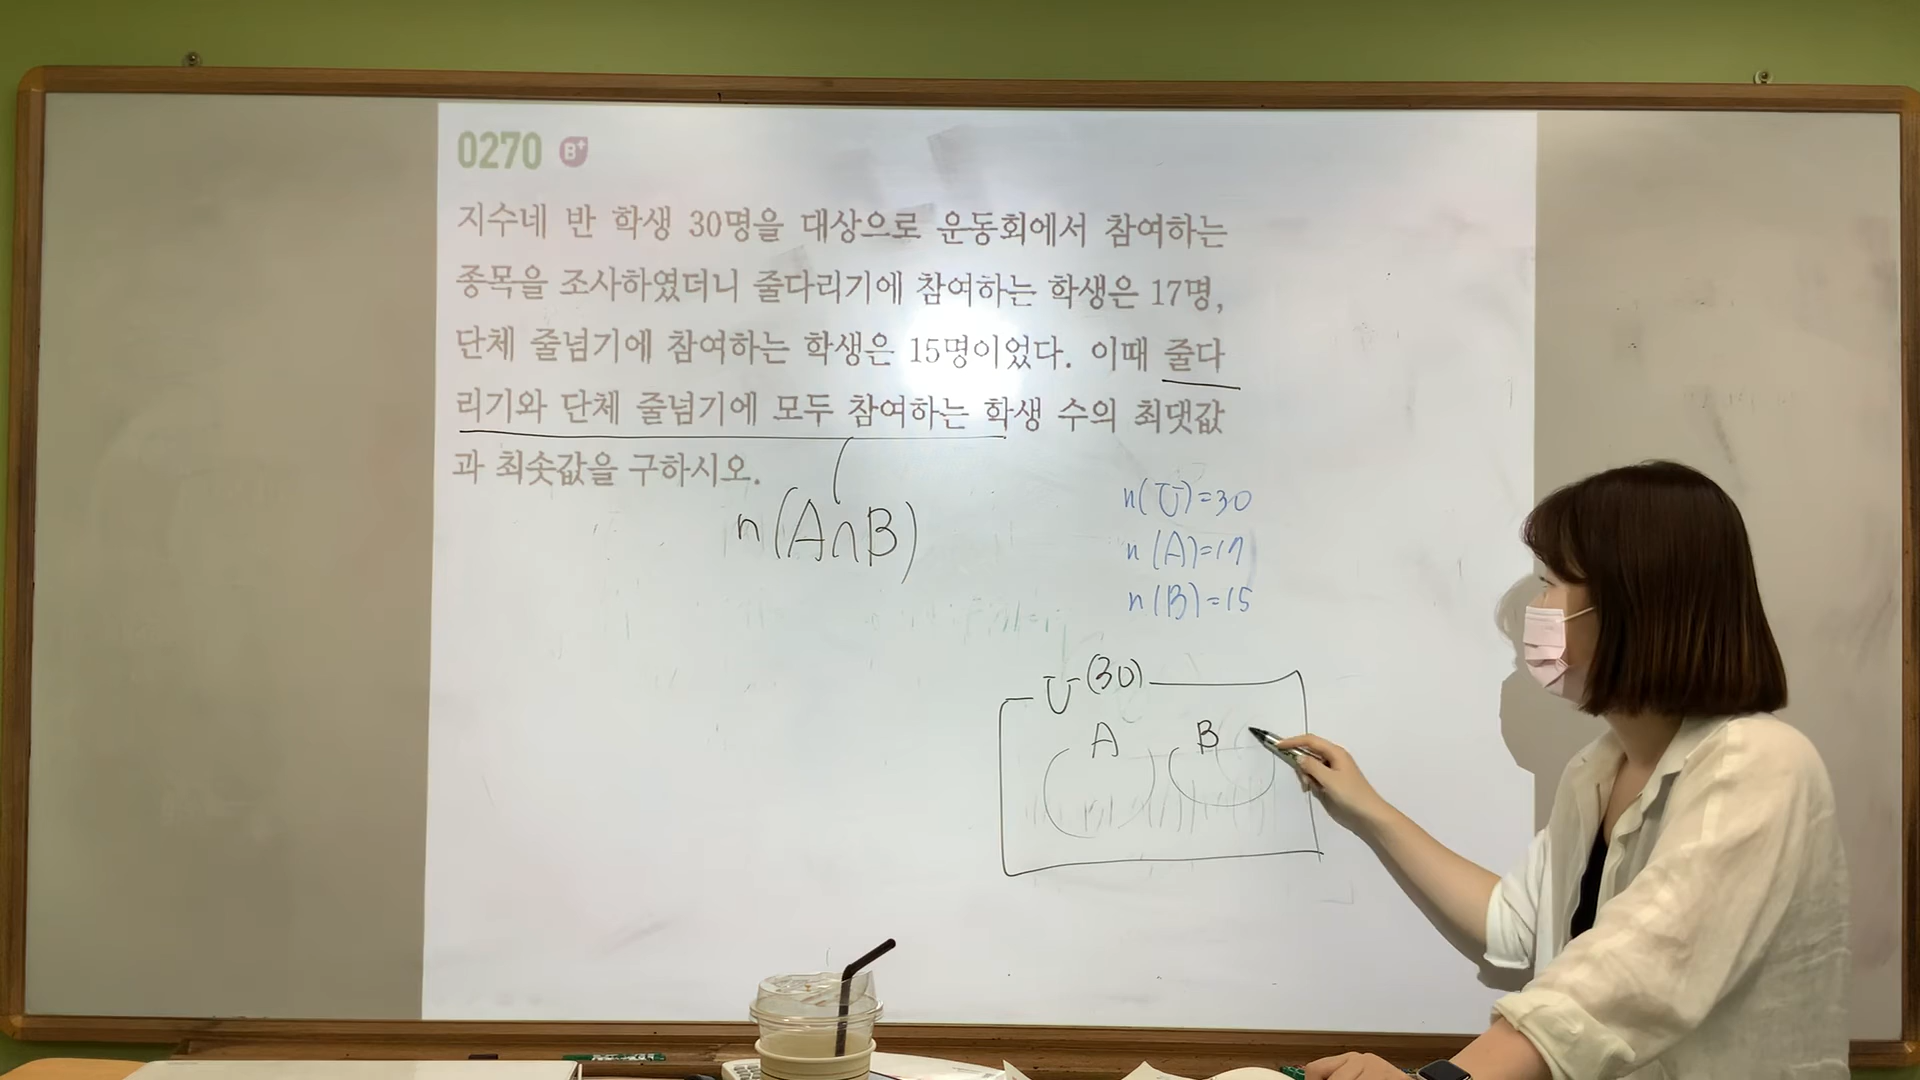 0270 B+
지수네 반 학생 30명을 대상으로 운동회에서 참여하는
종목을 조사하였더니 줄다리기에 참여하는 학생은 17명,
단체 줄넘기에 참여하는 학생은 15명이었다. 이때 줄다
리기와 단체 줄넘기에 모두 참여하는 학생 수의 최댓값
과 최솟값을 구하시오.
n(A∩B)
n(U)=30
n(A)=17
n(B)=15
U(30)
A B